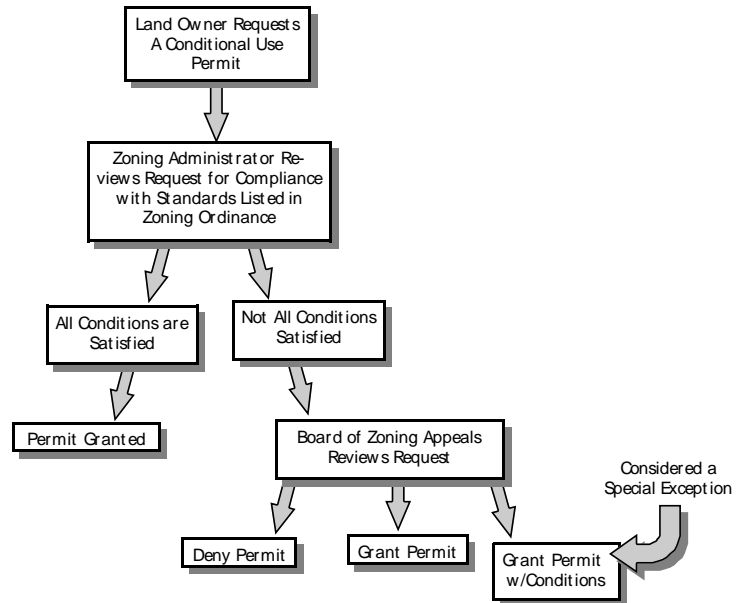 Land Owner Requests
A Conditional Use
Permit
Zoning Administrator Re-
views Request for Compliance
with Standards Listed in
Zoning Ordinance
All Conditions are
Satisfied
Not All Conditions
Satisfied
Permit Granted
Board of Zoning Appeals
Reviews Request
Considered a
Special Exception
Deny Permit
Grant Permit
Grant Permit
w/Conditions